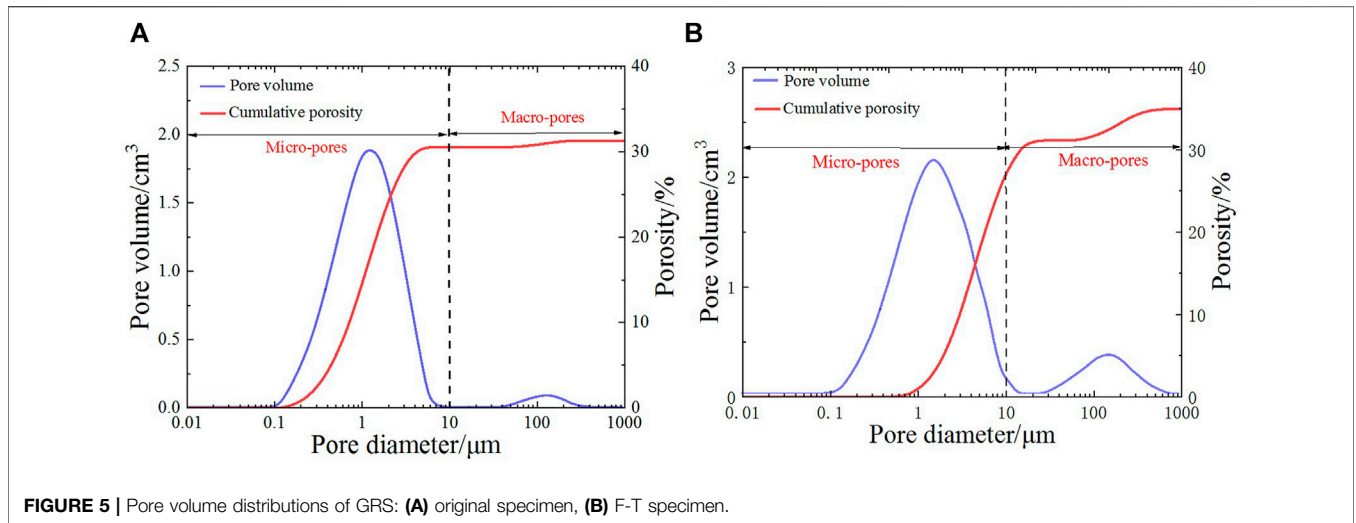 A
2.5
2.0
1.5
1.0
0.5
0.0
Pore volume/cm³
Pore volume
Cumulative porosity
Macro-pores
Micro-pores
40
30
20
10
0
Porosity/%
0.01 0.1 1 10 100 1000
Pore diameter/μm
B
3
2
1
0
Pore volume/cm³
Pore volume
Cumulative porosity
Micro-pores
Macro-pores
40
30
20
10
0
Porosity/%
0.01 0.1 1 10 100 1000
Pore diameter/μm
FIGURE 5 | Pore volume distributions of GRS: (A) original specimen, (B) F-T specimen.